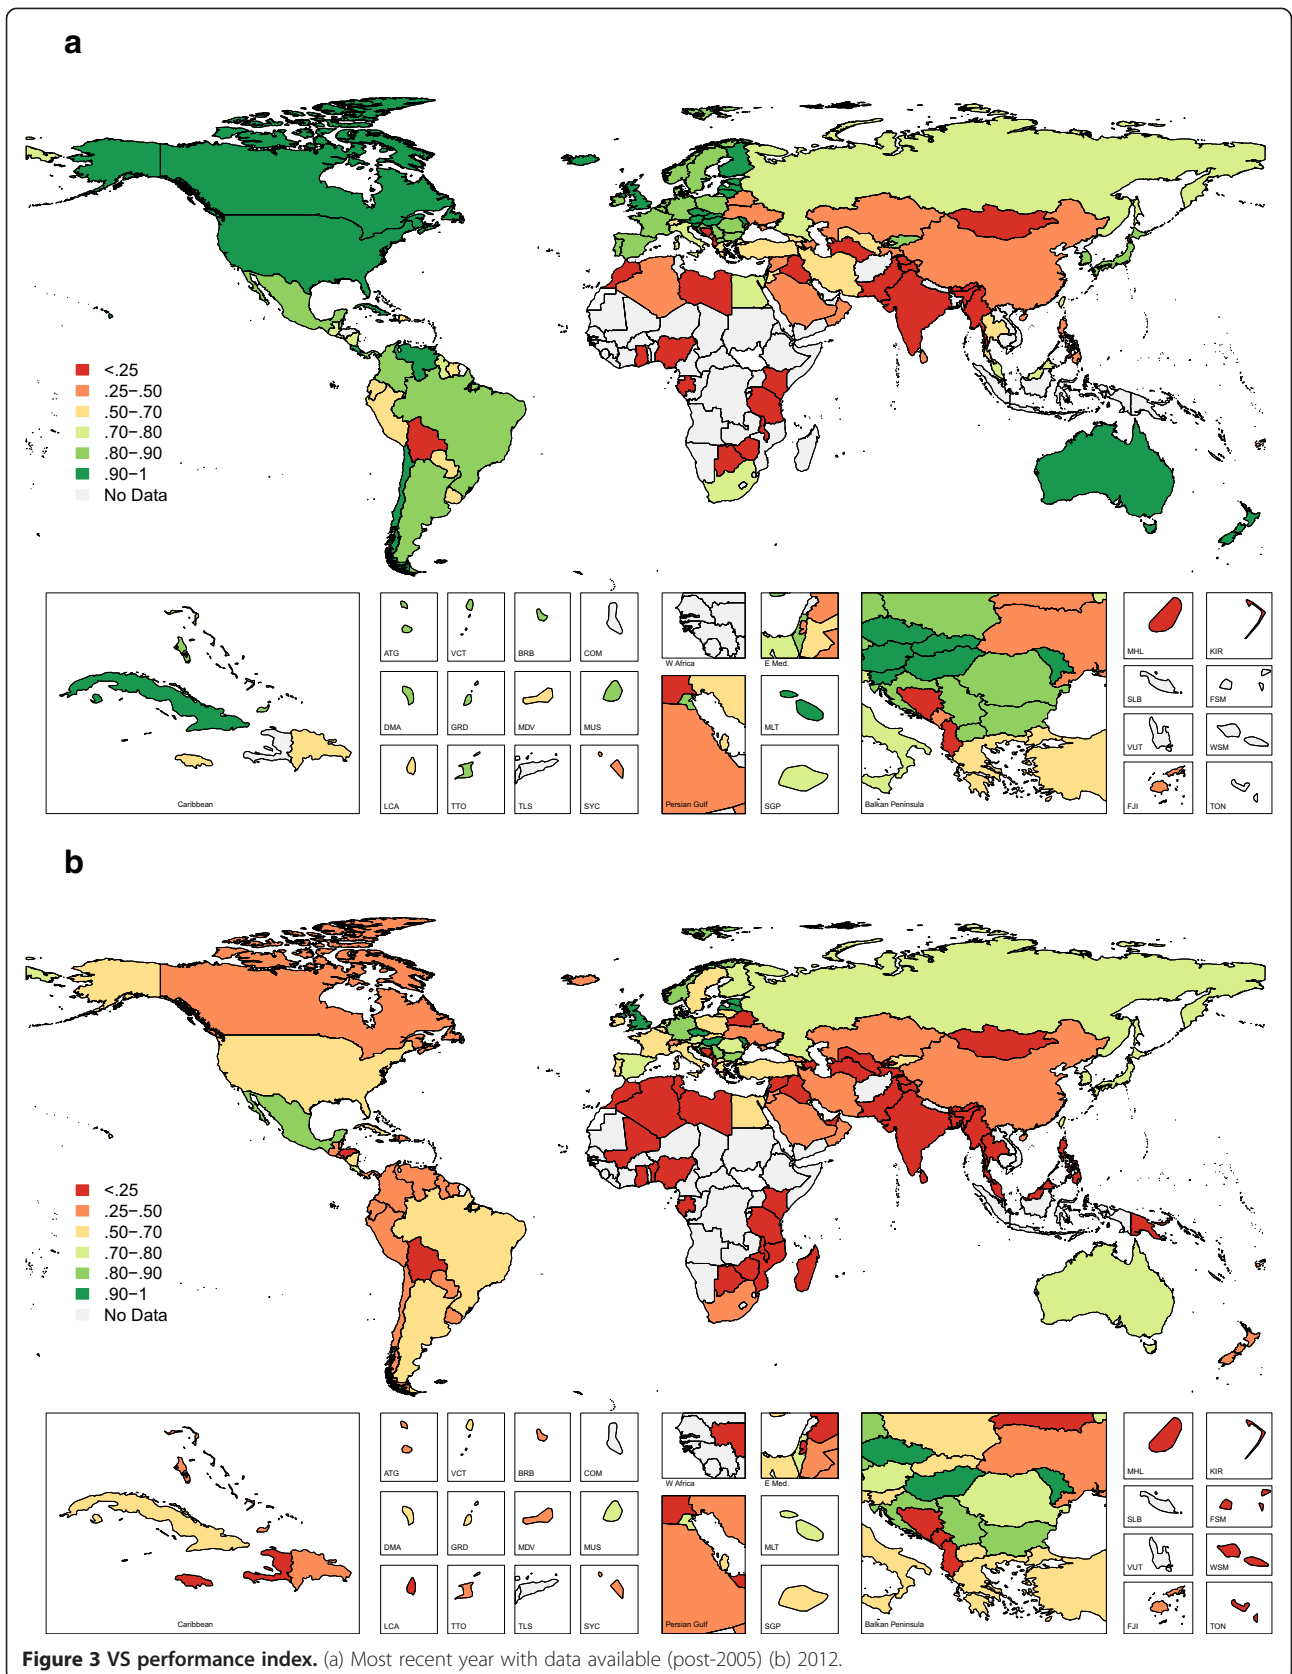 a
<.25
.25−.50
.50−.70
.70−.80
.80−.90
.90−1
No Data
Caribbean
ATG
VCT
BRB
COM
DMA
GRD
MDV
MUS
LCA
TTO
TLS
SYC
W Africa
E Med.
Persian Gulf
MLT
SGP
Balkan Peninsula
MHL
KIR
SLB
FSM
VUT
WSM
FJI
TON
b
<.25
.25−.50
.50−.70
.70−.80
.80−.90
.90−1
No Data
Caribbean
ATG
VCT
BRB
COM
DMA
GRD
MDV
MUS
LCA
TTO
TLS
SYC
W Africa
E Med.
Persian Gulf
MLT
SGP
Balkan Peninsula
MHL
KIR
SLB
FSM
VUT
WSM
FJI
TON
Figure 3 VS performance index. (a) Most recent year with data available (post-2005) (b) 2012.